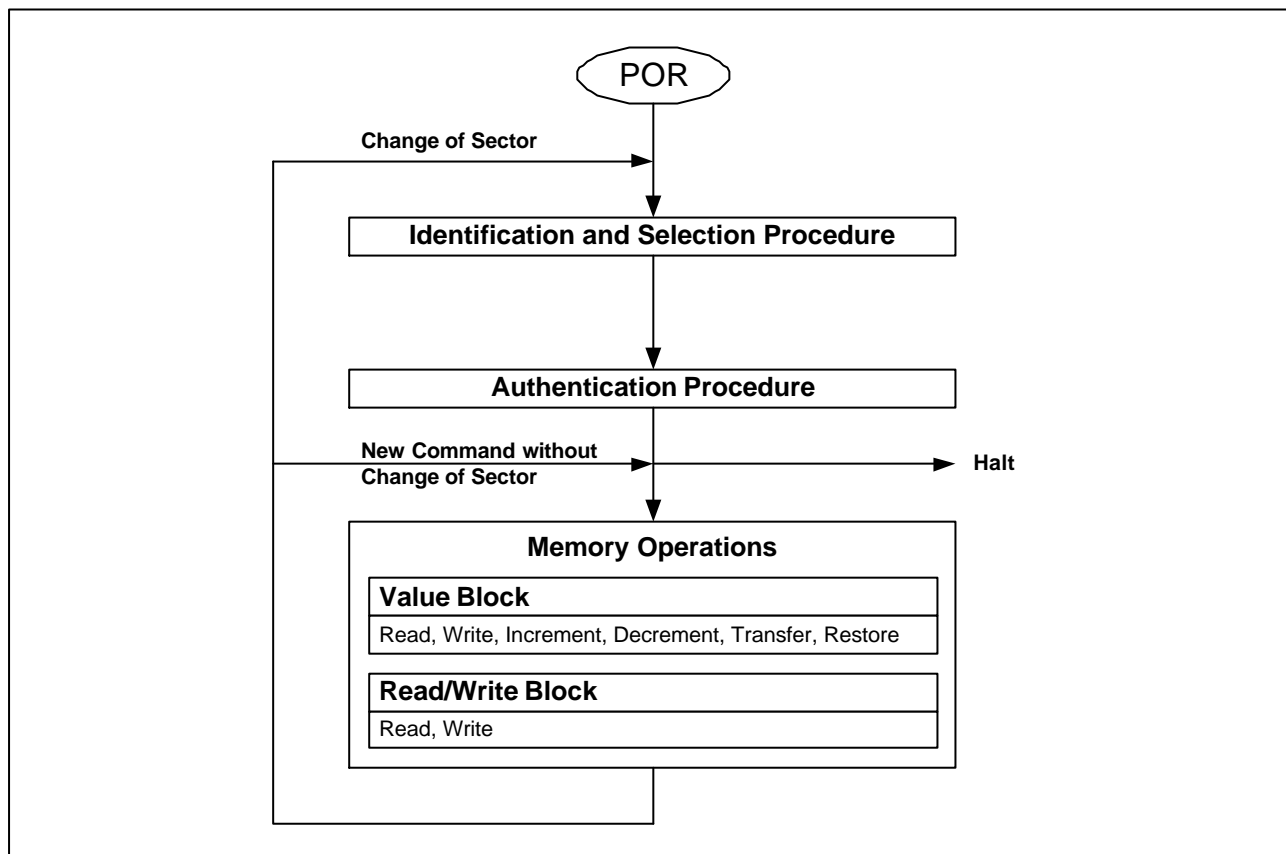 POR
Change of Sector
Identification and Selection Procedure
Authentication Procedure
New Command without
Change of Sector
Halt
Memory Operations
Value Block
Read, Write, Increment, Decrement, Transfer, Restore
Read/Write Block
Read, Write